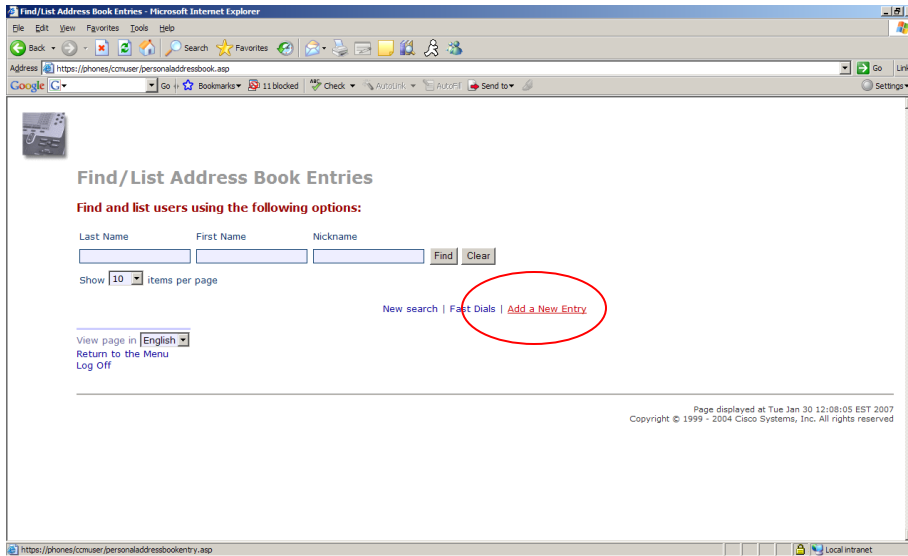 Find/List Address Book Entries - Microsoft Internet Explorer
File Edit View Favorites Tools Help
Back Search Favorites
Address https://phones/ccmuser/personaladdressbook.asp Go Link
Google G Go Bookmarks 11 blocked ABC Check AutoLink AutoFill Send to Settings
Find/List Address Book Entries
Find and list users using the following options:
Last Name First Name Nickname
Find Clear
Show 10 items per page
New search | Fast Dials | Add a New Entry
View page in English
Return to the Menu
Log Off
Page displayed at Tue Jan 30 12:08:05 EST 2007
Copyright © 1999 - 2004 Cisco Systems, Inc. All rights reserved
https://phones/ccmuser/personaladdressbookentry.asp Local intranet